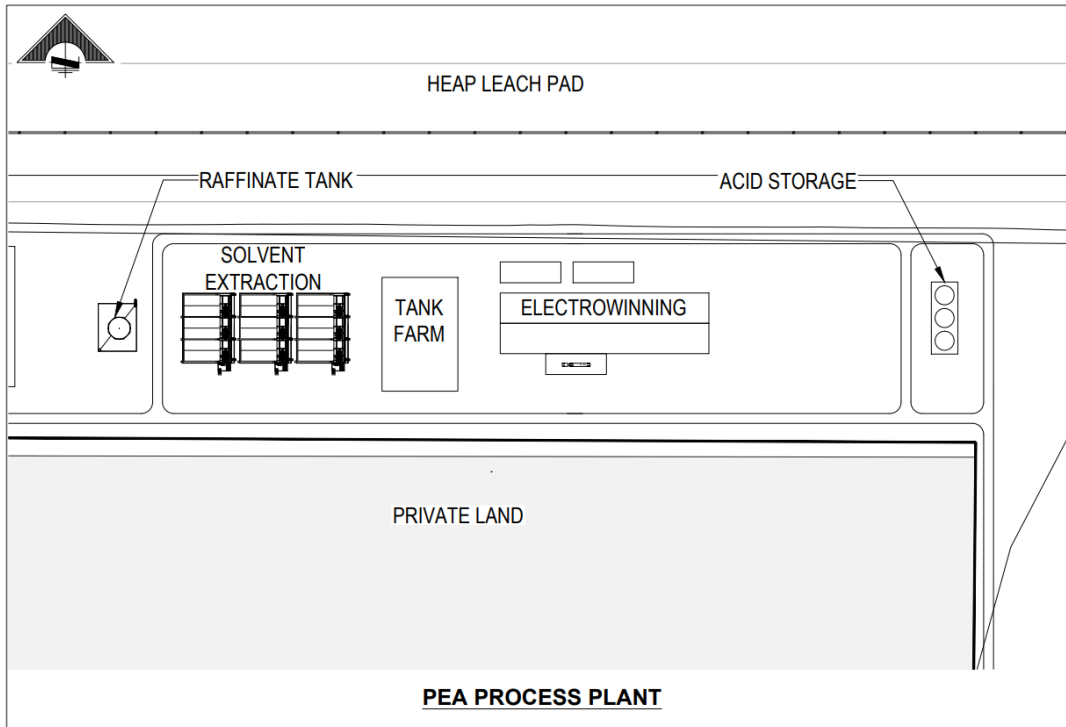 HEAP LEACH PAD
RAFFINATE TANK
ACID STORAGE
SOLVENT
EXTRACTION
TANK
FARM
ELECTROWINNING
PRIVATE LAND
PEA PROCESS PLANT